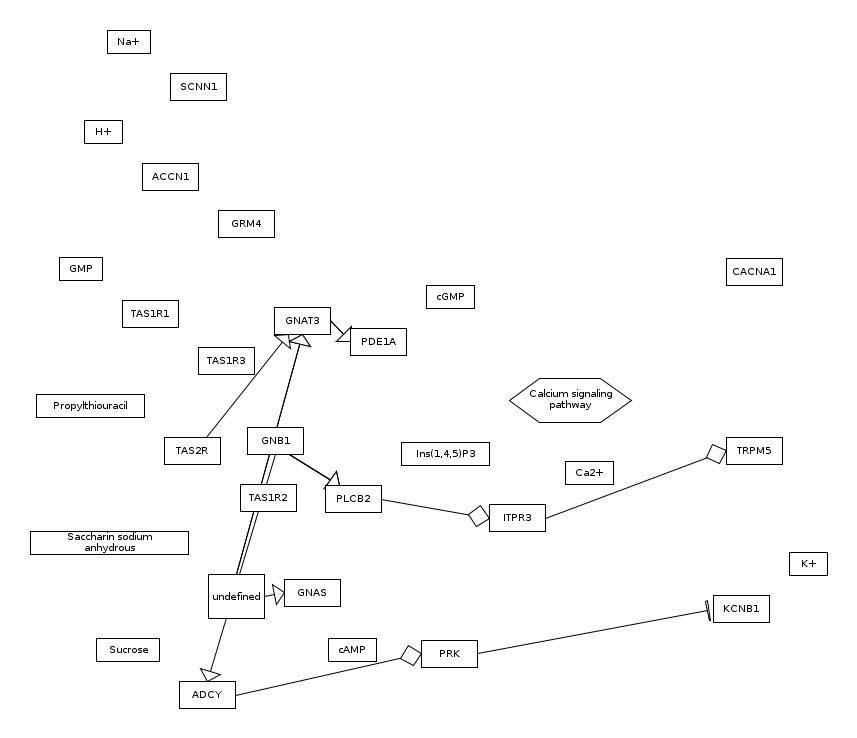 Na+
SCNN1
H+
ACCN1
GRM4
GMP
CACNA1
cGMP
TAS1R1
GNAT3
PDE1A
TAS1R3
Calcium signaling
pathway
Propylthiouracil
GNB1
TAS2R
Ins(1,4,5)P3
TRPM5
Ca2+
TAS1R2
PLCB2
ITPR3
Saccharin sodium
anhydrous
K+
undefined
GNAS
KCNB1
Sucrose
cAMP
PRK
ADCY